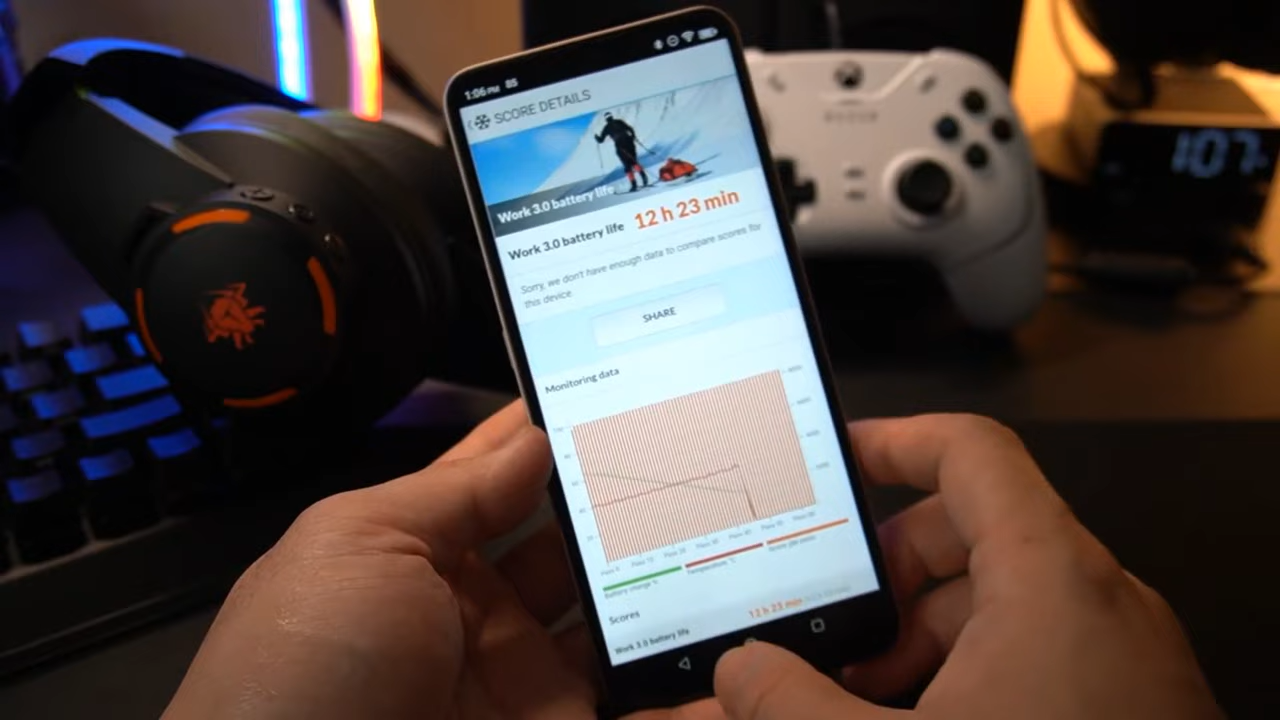 1:06 PM 85
SCORE DETAILS
Work 3.0 battery life
Work 3.0 battery life 12 h 23 min
Sorry, we don't have enough data to compare scores for
this device.
SHARE
Monitoring data
Battery charge %
Temperature, °C
Scores
12 h 23 min
Work 3.0 battery life
107